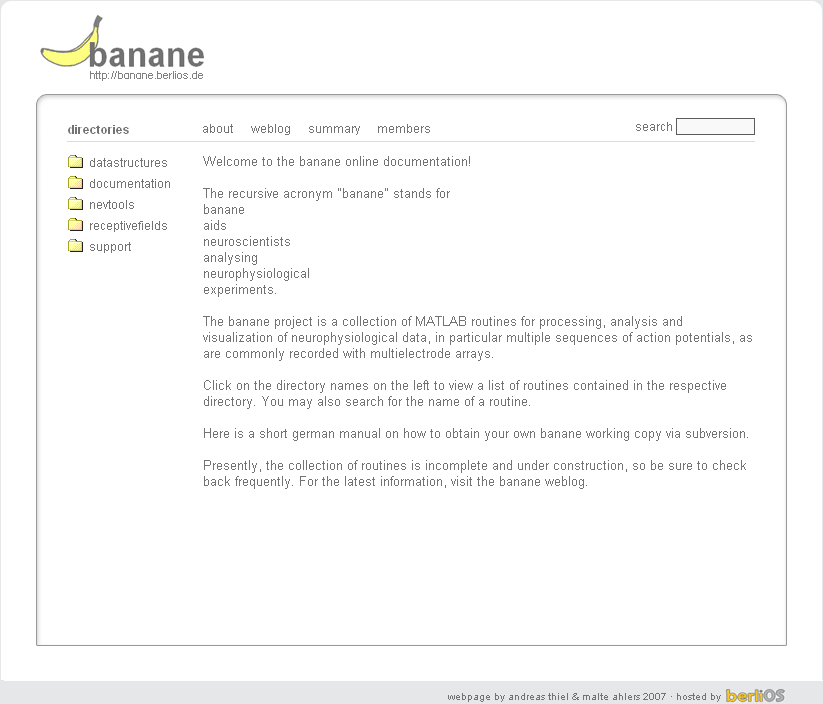 banane
http://banane.berlios.de
directories
about weblog summary members
search
datastructures
documentation
nevtools
receptivefields
support
Welcome to the banane online documentation!
The recursive acronym "banane" stands for
banane
aids
neuroscientists
analysing
neurophysiological
experiments.
The banane project is a collection of MATLAB routines for processing, analysis and
visualization of neurophysiological data, in particular multiple sequences of action potentials, as
are commonly recorded with multielectrode arrays.
Click on the directory names on the left to view a list of routines contained in the respective
directory. You may also search for the name of a routine.
Here is a short german manual on how to obtain your own banane working copy via subversion.
Presently, the collection of routines is incomplete and under construction, so be sure to check
back frequently. For the latest information, visit the banane weblog.
webpage by andreas thiel & malte ahlers 2007 · hosted by berliOS